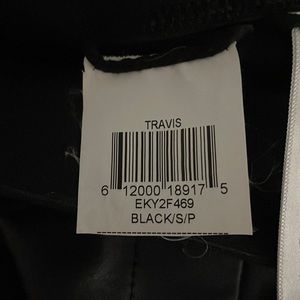 TRAVIS
6 12000 18917 5
EKY2F469
BLACK/S/P